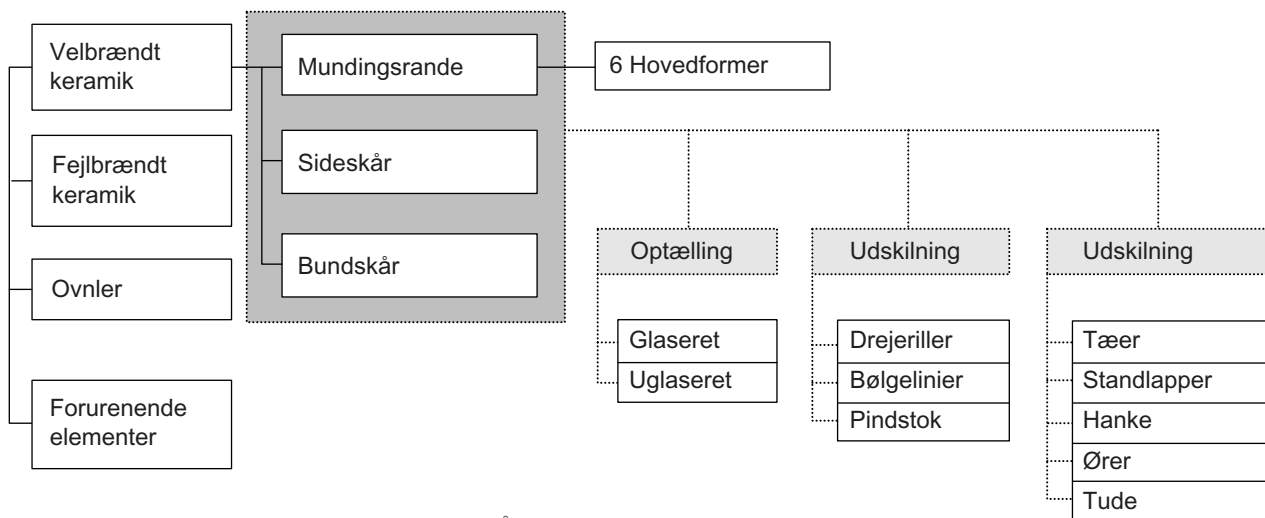 Velbrændt
keramik
Fejlbrændt
keramik
Ovnler
Forurenende
elementer
Mundingsrande
Sideskår
Bundskår
6 Hovedformer
Optælling
Glaseret
Uglaseret
Udskilning
Drejeriller
Bølgelinier
Pindstok
Udskilning
Tæer
Standlapper
Hanke
Ører
Tude